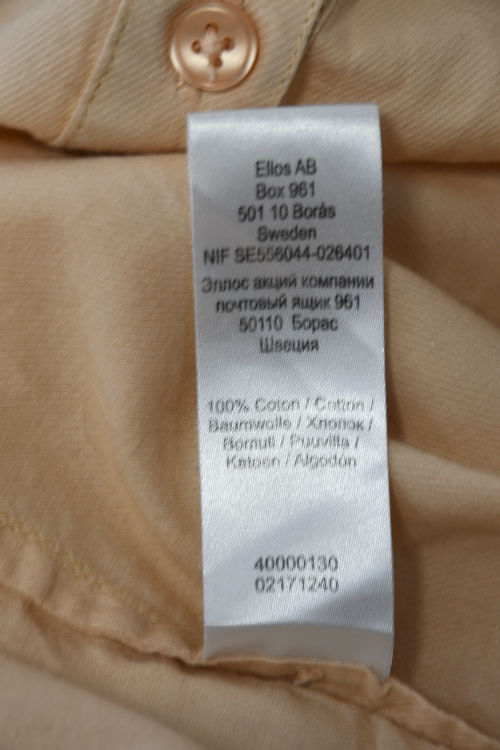 Ellos AB
Box 961
501 10 Borås
Sweden
NIF SE556044-026401
Эллос акций компании
почтовый ящик 961
50110 Борас
Швеция
100% Coton / Cotton /
Baumwolle / Хлопок /
Bomull / Puuvilla /
Katoen / Algodón
40000130
02171240